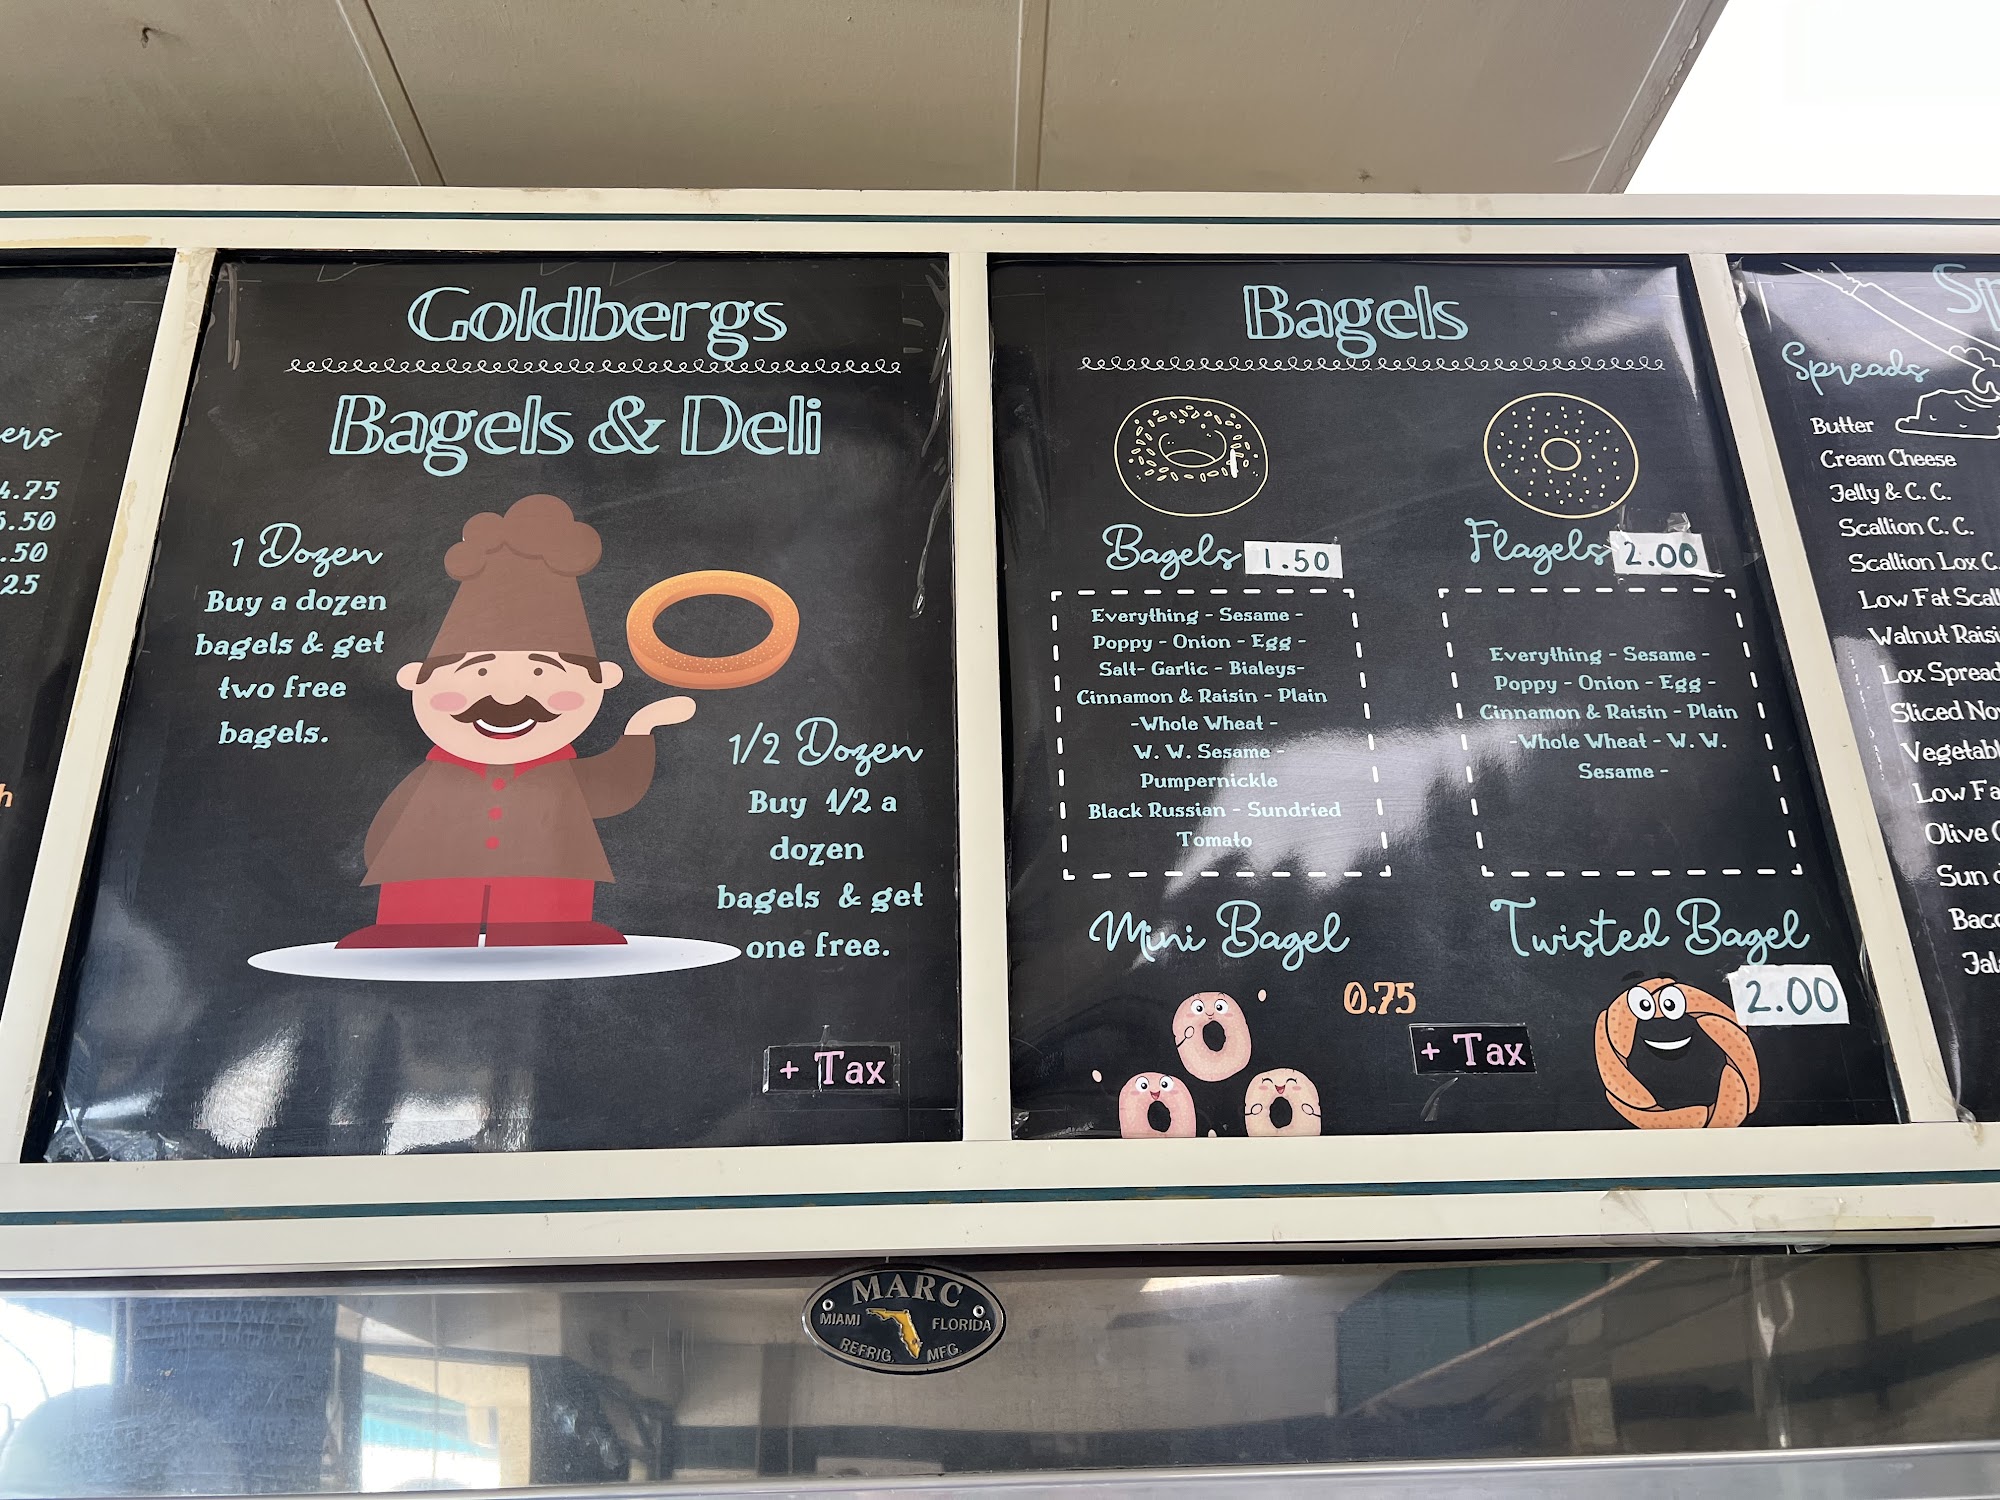 ers
4.75
6.50
.50
25
h
Goldbergs
Bagels & Deli
1 Dozen
Buy a dozen
bagels & get
two free
bagels.
1/2 Dozen
Buy 1/2 a
dozen
bagels & get
one free.
+ Tax
Bagels
Bagels 1.50
Everything - Sesame -
Poppy - Onion - Egg -
Salt- Garlic - Bialeys-
Cinnamon & Raisin - Plain
-Whole Wheat -
W. W. Sesame -
Pumpernickle
Black Russian - Sundried
Tomato
Flagels 2.00
Everything - Sesame -
Poppy - Onion - Egg -
Cinnamon & Raisin - Plain
-Whole Wheat - W. W.
Sesame -
Mini Bagel
0.75
+ Tax
Twisted Bagel
2.00
Sp
Spreads
Butter
Cream Cheese
Jelly & C. C.
Scallion C. C.
Scallion Lox C.
Low Fat Scal
Walnut Raisi
Lox Spread
Sliced No
Vegetabl
Low Fa
Olive
Sun d
Baco
Jala
MARC
MIAMI FLORIDA
REFRIG. MFG.